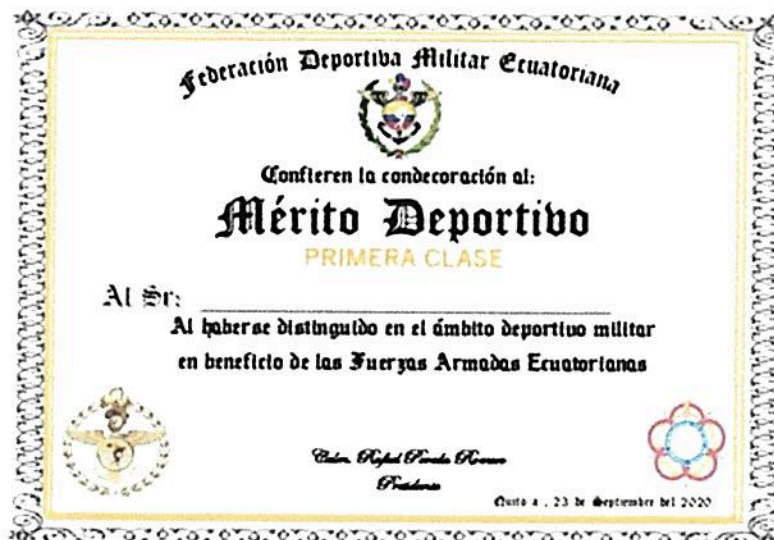 Federación Deportiva Militar Ecuatoriana
Confieren la condecoración al:
Mérito Deportivo
PRIMERA CLASE
Al Sr:
Al haberse distinguido en el ámbito deportivo militar
en beneficio de las Fuerzas Armadas Ecuatorianas
Rafael
Presidente
Quito a , 23 de Septiembre del 2020